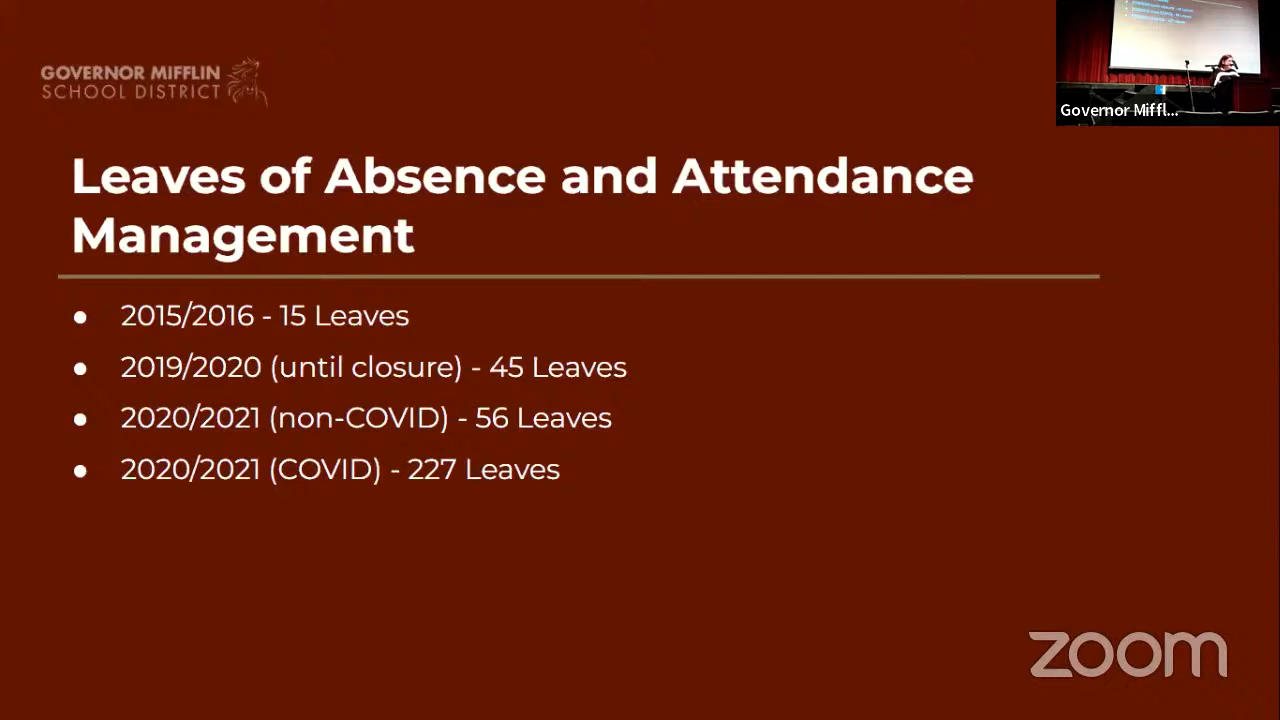 GOVERNOR MIFFLIN
SCHOOL DISTRICT
Governor Miffl...
Leaves of Absence and Attendance
Management
● 2015/2016 - 15 Leaves
● 2019/2020 (until closure) - 45 Leaves
● 2020/2021 (non-COVID) - 56 Leaves
● 2020/2021 (COVID) - 227 Leaves
zoom